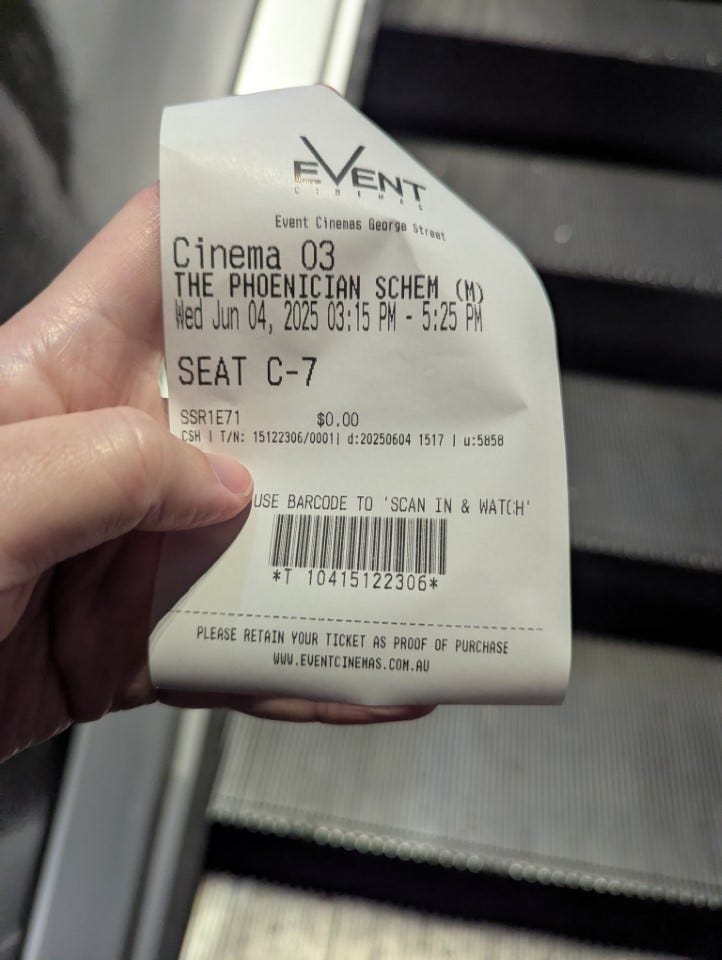 EVENT
CINEMAS
Event Cinemas George Street
Cinema 03
THE PHOENICIAN SCHEM (M)
Wed Jun 04, 2025 03:15 PM - 5:25 PM
SEAT C-7
SSR1E71 $0.00
CSH | T/N: 15122306/0001| d:20250604 1517 | u:5858
USE BARCODE TO 'SCAN IN & WATCH'
*T 10415122306*
PLEASE RETAIN YOUR TICKET AS PROOF OF PURCHASE
WWW.EVENTCINEMAS.COM.AU